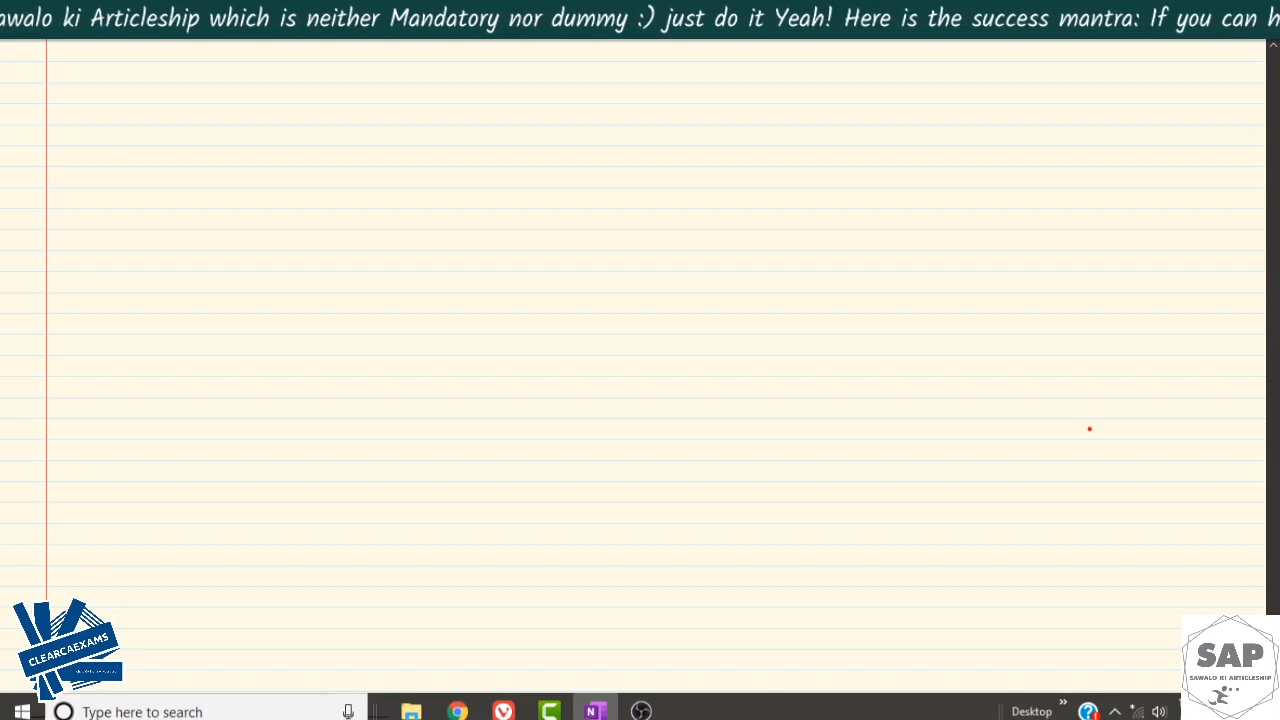 awalo ki Articleship which is neither Mandatory nor dummy :) just do it Yeah! Here is the success mantra: If you can h
CLEARCAEXAMS
SAP
SAWALO KI ARTICLESHIP
Type here to search
Desktop